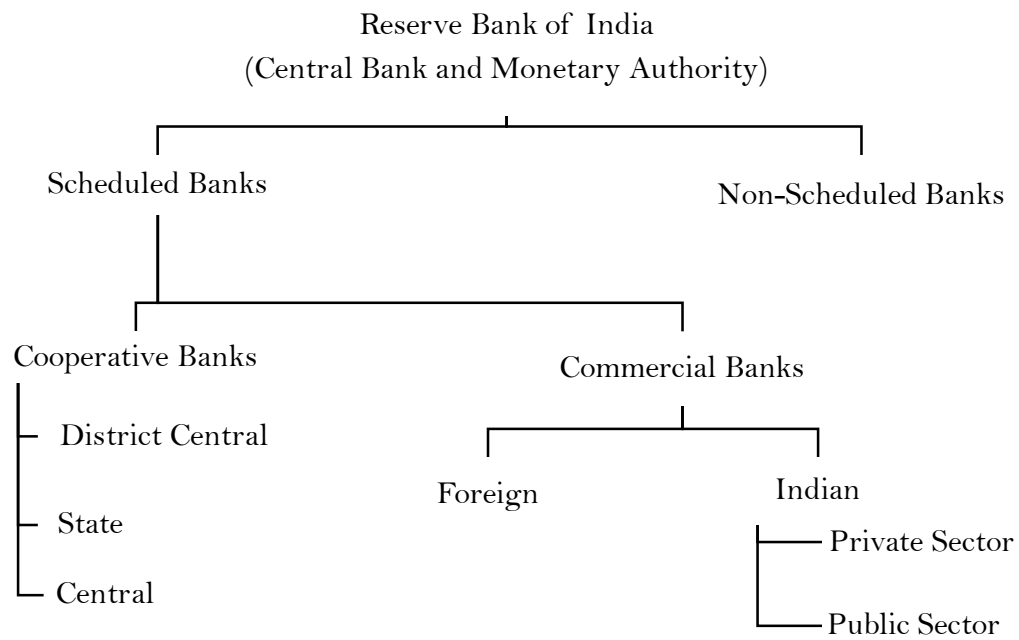 Reserve Bank of India
(Central Bank and Monetary Authority)
Scheduled Banks
Non-Scheduled Banks
Cooperative Banks
Commercial Banks
District Central
State
Central
Foreign
Indian
Private Sector
Public Sector